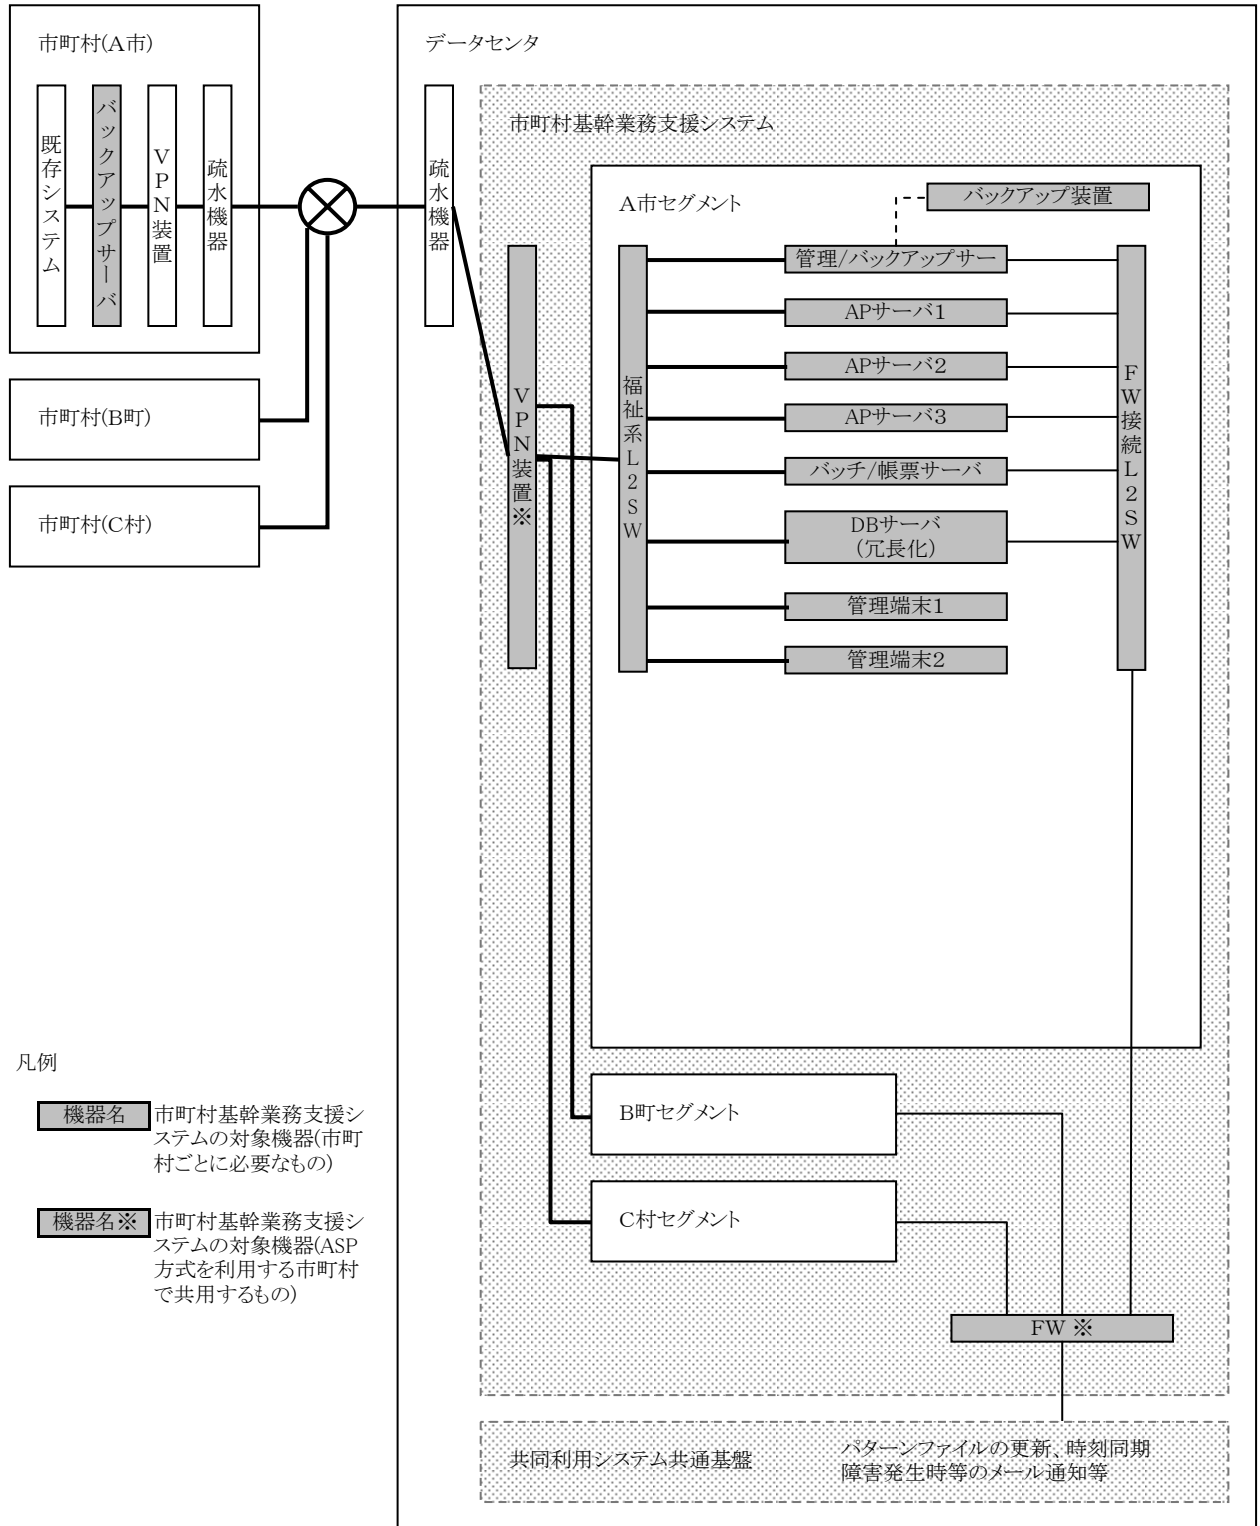 市町村(A市)
既存システム
バックアップサーバ
VPN装置
疏水機器
市町村(B町)
市町村(C村)
データセンタ
疏水機器
市町村基幹業務支援システム
VPN装置※
A市セグメント
バックアップ装置
福祉系L2SW
管理/バックアップサー
APサーバ1
APサーバ2
APサーバ3
バッチ/帳票サーバ
DBサーバ
(冗長化)
管理端末1
管理端末2
FW接続L2SW
B町セグメント
C村セグメント
FW ※
共同利用システム共通基盤
パターンファイルの更新、時刻同期
障害発生時等のメール通知等
凡例
機器名
市町村基幹業務支援シ
ステムの対象機器(市町
村ごとに必要なもの)
機器名※
市町村基幹業務支援シ
ステムの対象機器(ASP
方式を利用する市町村
で共用するもの)